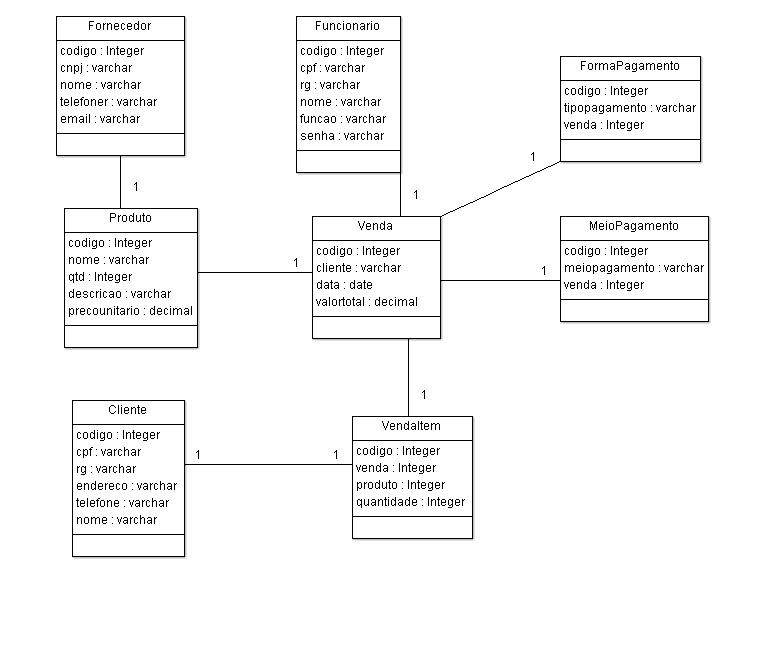 Fornecedor
codigo : Integer
cnpj : varchar
nome : varchar
telefoner : varchar
email : varchar
1
Funcionario
codigo : Integer
cpf : varchar
rg : varchar
nome : varchar
funcao : varchar
senha : varchar
1
FormaPagamento
codigo : Integer
tipopagamento : varchar
venda : Integer
1
Produto
codigo : Integer
nome : varchar
qtd : Integer
descricao : varchar
precounitario : decimal
1
Venda
codigo : Integer
cliente : varchar
data : date
valortotal : decimal
1
MeioPagamento
codigo : Integer
meiopagamento : varchar
venda : Integer
1
Cliente
codigo : Integer
cpf : varchar
rg : varchar
endereco : varchar
telefone : varchar
nome : varchar
1
1
VendaItem
codigo : Integer
venda : Integer
produto : Integer
quantidade : Integer